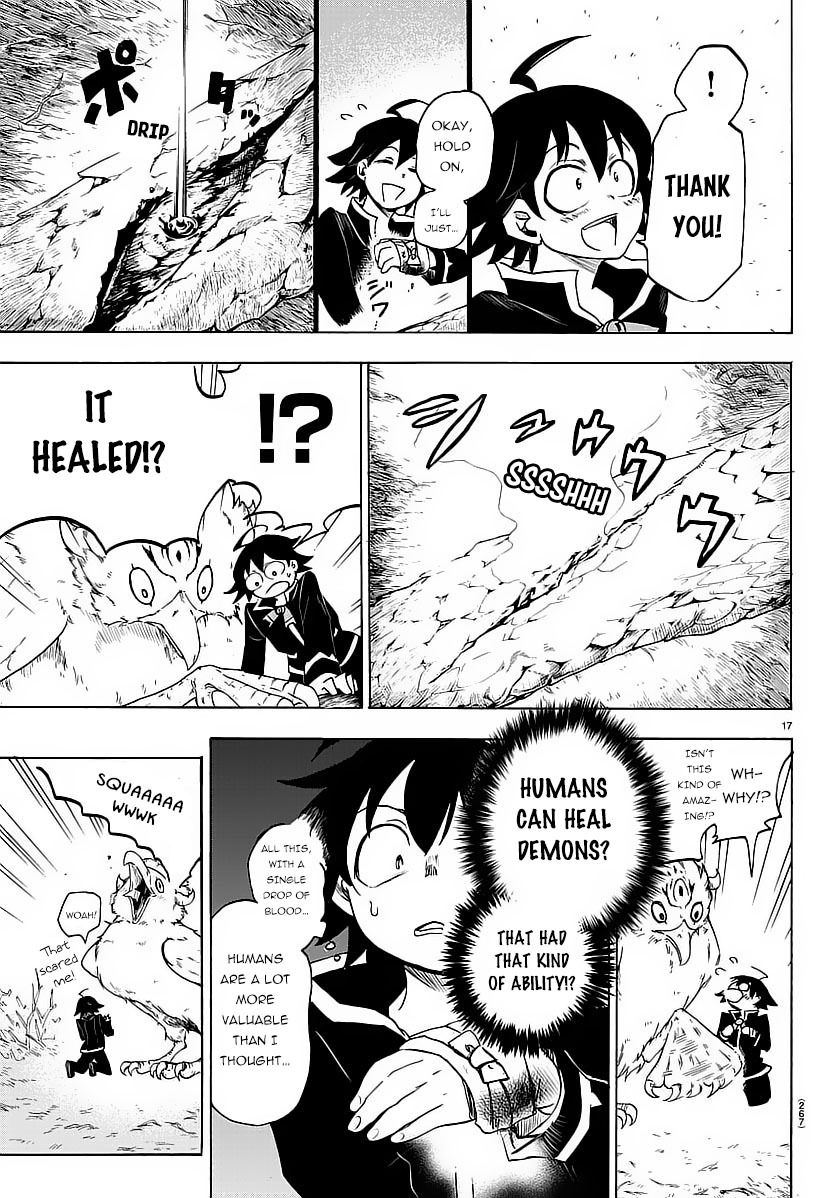 !
THANK
YOU!
OKAY,
HOLD
ON,
I'LL
JUST...
ポ
タッ
DRIP
シュウウウ
SSSSHHH
!?
IT
HEALED!?
17
WH-
WHY!?
ISN'T
THIS
KIND OF
AMAZ-
ING!?
HUMANS
CAN HEAL
DEMONS?
THAT HAD
THAT KIND
OF ABILITY!?
ALL THIS,
WITH A
SINGLE
DROP OF
BLOOD...
HUMANS
ARE A LOT
MORE
VALUABLE
THAN I
THOUGHT...
SQUAAAAA
WWWK
WOAH!
That
scared
me!
(267)